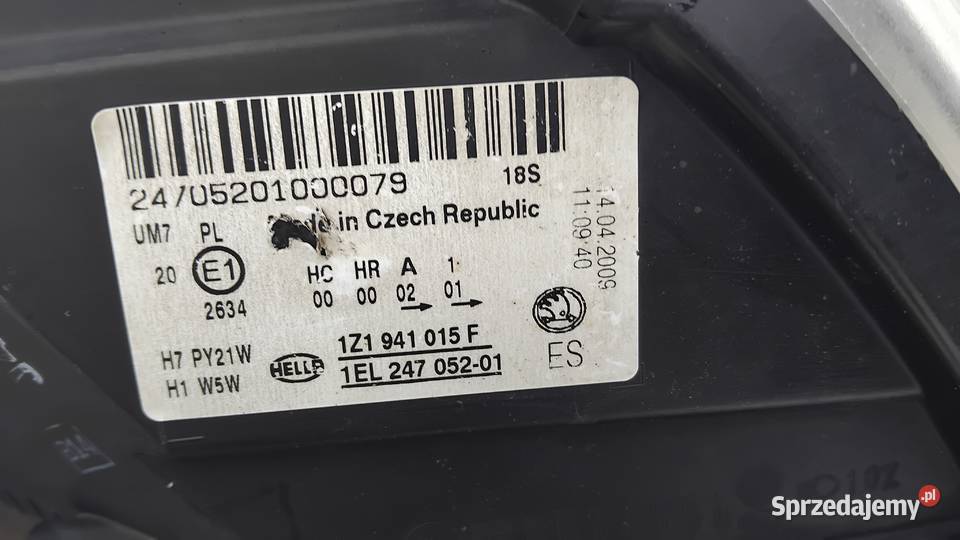 24705201000079
18S
Made in Czech Republic
14.04.2009
11:09:40
UM7 PL
20 E1
2634
HC HR A 1
00 00 02 01
H7 PY21W
H1 W5W
HELLA
1Z1 941 015 F
1EL 247 052-01
ES
Sprzedajemy.pl